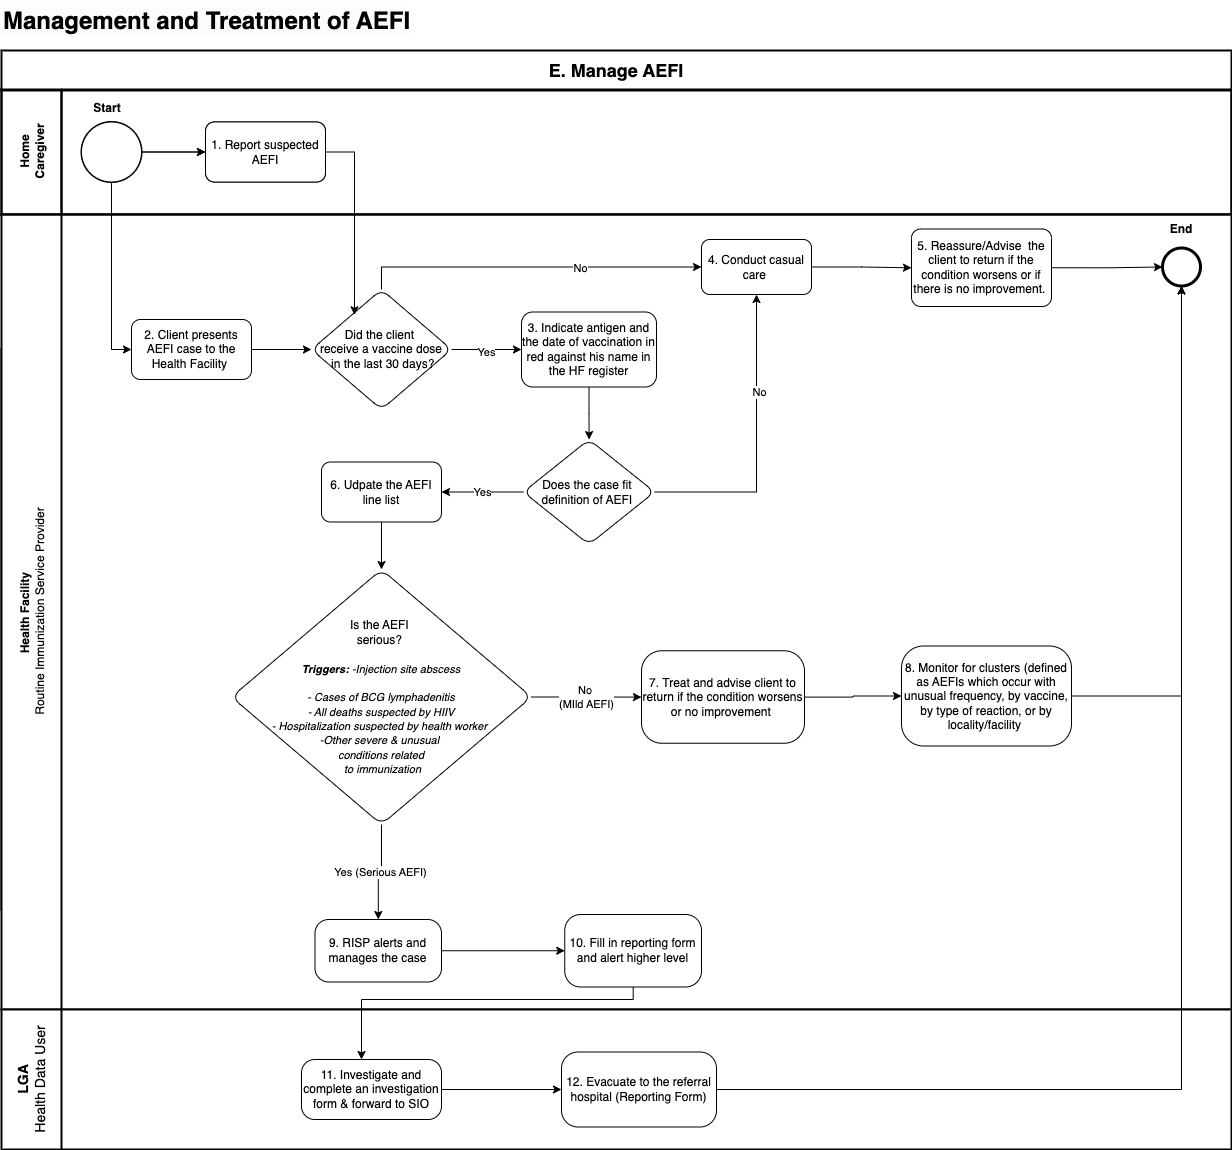 Management and Treatment of AEFI
E. Manage AEFI
Home
Caregiver
Start
1. Report suspected
AEFI
Health Facility
Routine Immunization Service Provider
End
2. Client presents
AEFI case to the
Health Facility
Did the client
receive a vaccine dose
in the last 30 days?
No
Yes
3. Indicate antigen and
the date of vaccination in
red against his name in
the HF register
4. Conduct casual
care
5. Reassure/Advise the
client to return if the
condition worsens or if
there is no improvement.
Does the case fit
definition of AEFI
No
Yes
6. Udpate the AEFI
line list
Is the AEFI
serious?
Triggers: -Injection site abscess
- Cases of BCG lymphadenitis
- All deaths suspected by HIIV
- Hospitalization suspected by health worker
-Other severe & unusual
conditions related
to immunization
No
(MIld AEFI)
7. Treat and advise client to
return if the condition worsens
or no improvement
8. Monitor for clusters (defined
as AEFIs which occur with
unusual frequency, by vaccine,
by type of reaction, or by
locality/facility
Yes (Serious AEFI)
9. RISP alerts and
manages the case
10. Fill in reporting form
and alert higher level
LGA
Health Data User
11. Investigate and
complete an investigation
form & forward to SIO
12. Evacuate to the referral
hospital (Reporting Form)